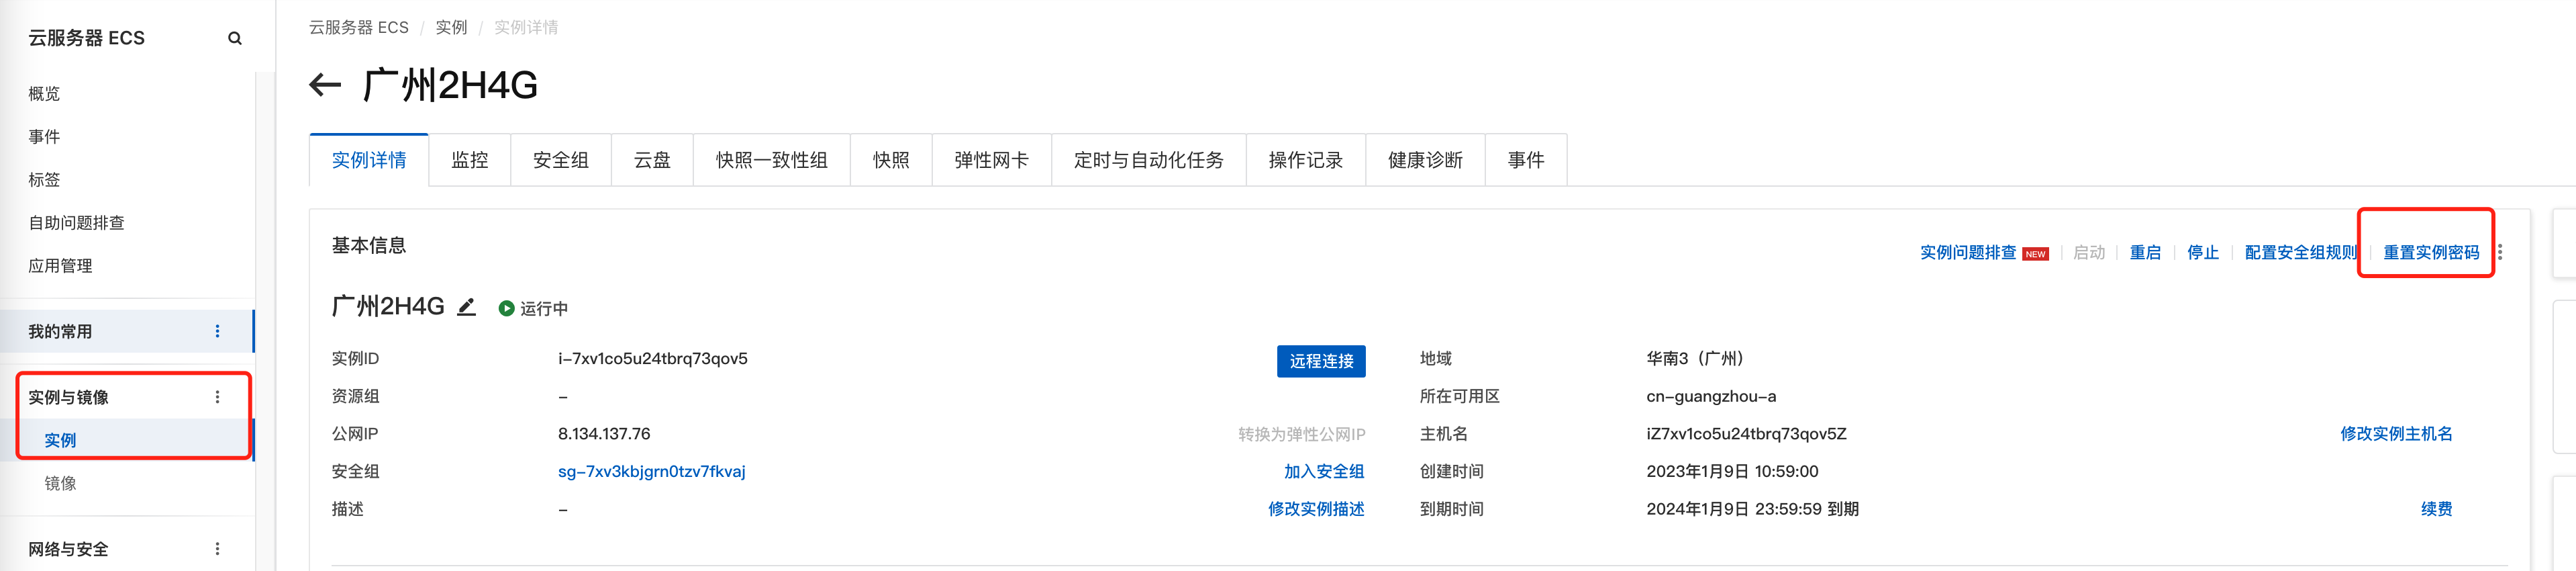 云服务器 ECS
概览
事件
标签
自助问题排查
应用管理
我的常用
实例与镜像
实例
镜像
网络与安全
云服务器 ECS / 实例 / 实例详情
广州2H4G
实例详情 监控 安全组 云盘 快照一致性组 快照 弹性网卡 定时与自动化任务 操作记录 健康诊断 事件
基本信息
实例问题排查 NEW 启动 重启 停止 配置安全组规则 重置实例密码
广州2H4G 运行中
实例ID i-7xv1co5u24tbrq73qov5 远程连接 地域 华南3（广州）
资源组 - 所在可用区 cn-guangzhou-a
公网IP 8.134.137.76 转换为弹性公网IP 主机名 iZ7xv1co5u24tbrq73qov5Z 修改实例主机名
安全组 sg-7xv3kbjgrn0tzv7fkvaj 加入安全组 创建时间 2023年1月9日 10:59:00
描述 - 修改实例描述 到期时间 2024年1月9日 23:59:59 到期 续费